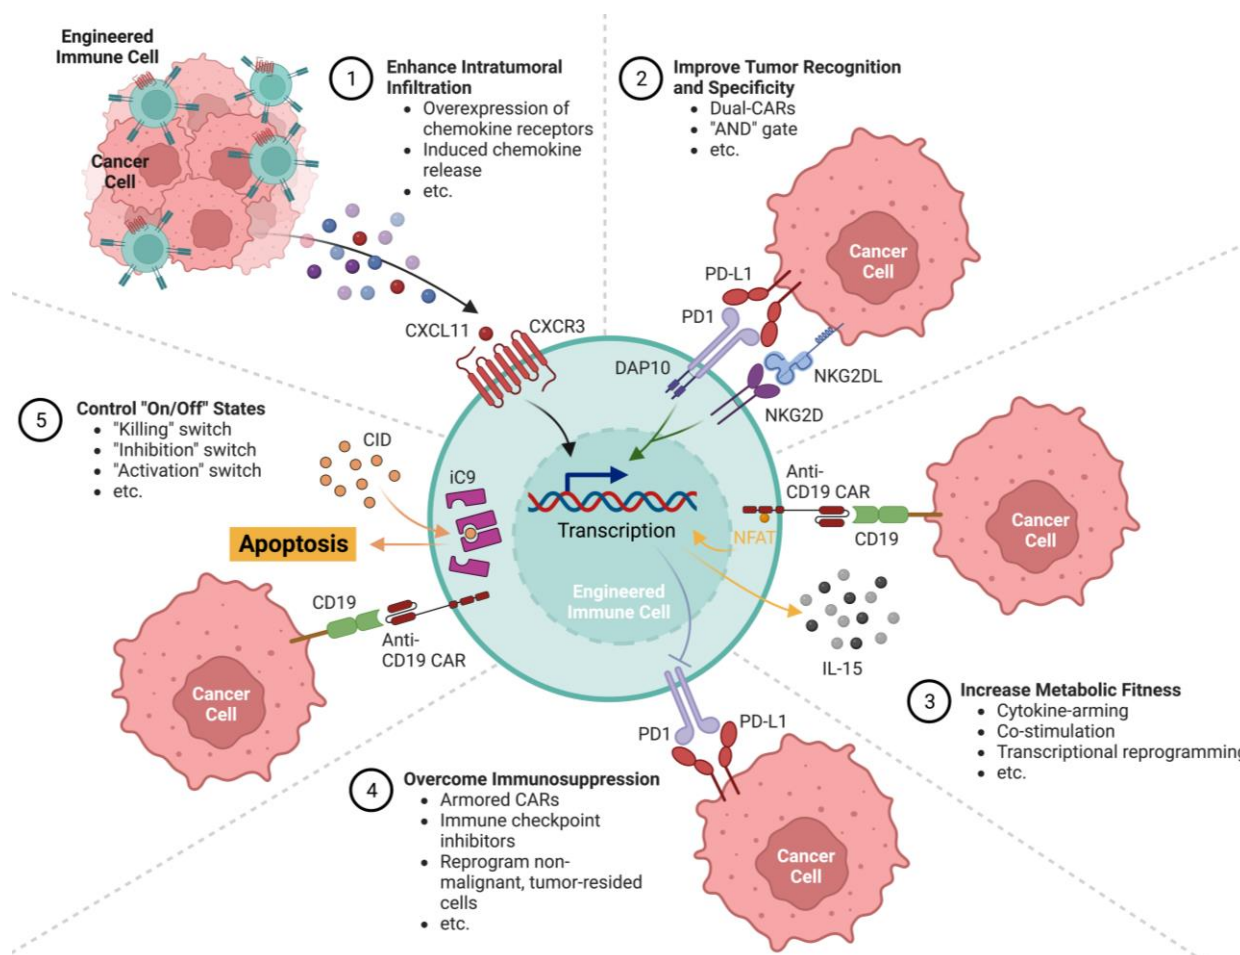 Engineered
Immune Cell
Cancer
Cell
1
Enhance Intratumoral
Infiltration
• Overexpression of
chemokine receptors
• Induced chemokine
release
• etc.
CXCL11
CXCR3
2
Improve Tumor Recognition
and Specificity
• Dual-CARs
• "AND" gate
• etc.
Cancer
Cell
PD-L1
PD1
DAP10
NKG2DL
NKG2D
5
Control "On/Off" States
• "Killing" switch
• "Inhibition" switch
• "Activation" switch
• etc.
CID
iC9
Apoptosis
CD19
Anti-
CD19 CAR
Cancer
Cell
Transcription
Engineered
Immune Cell
Anti-
CD19 CAR
NFAT
CD19
Cancer
Cell
IL-15
3
Increase Metabolic Fitness
• Cytokine-arming
• Co-stimulation
• Transcriptional reprogramming
• etc.
PD1
PD-L1
4
Overcome Immunosuppression
• Armored CARs
• Immune checkpoint
inhibitors
• Reprogram non-
malignant, tumor-resided
cells
• etc.
Cancer
Cell